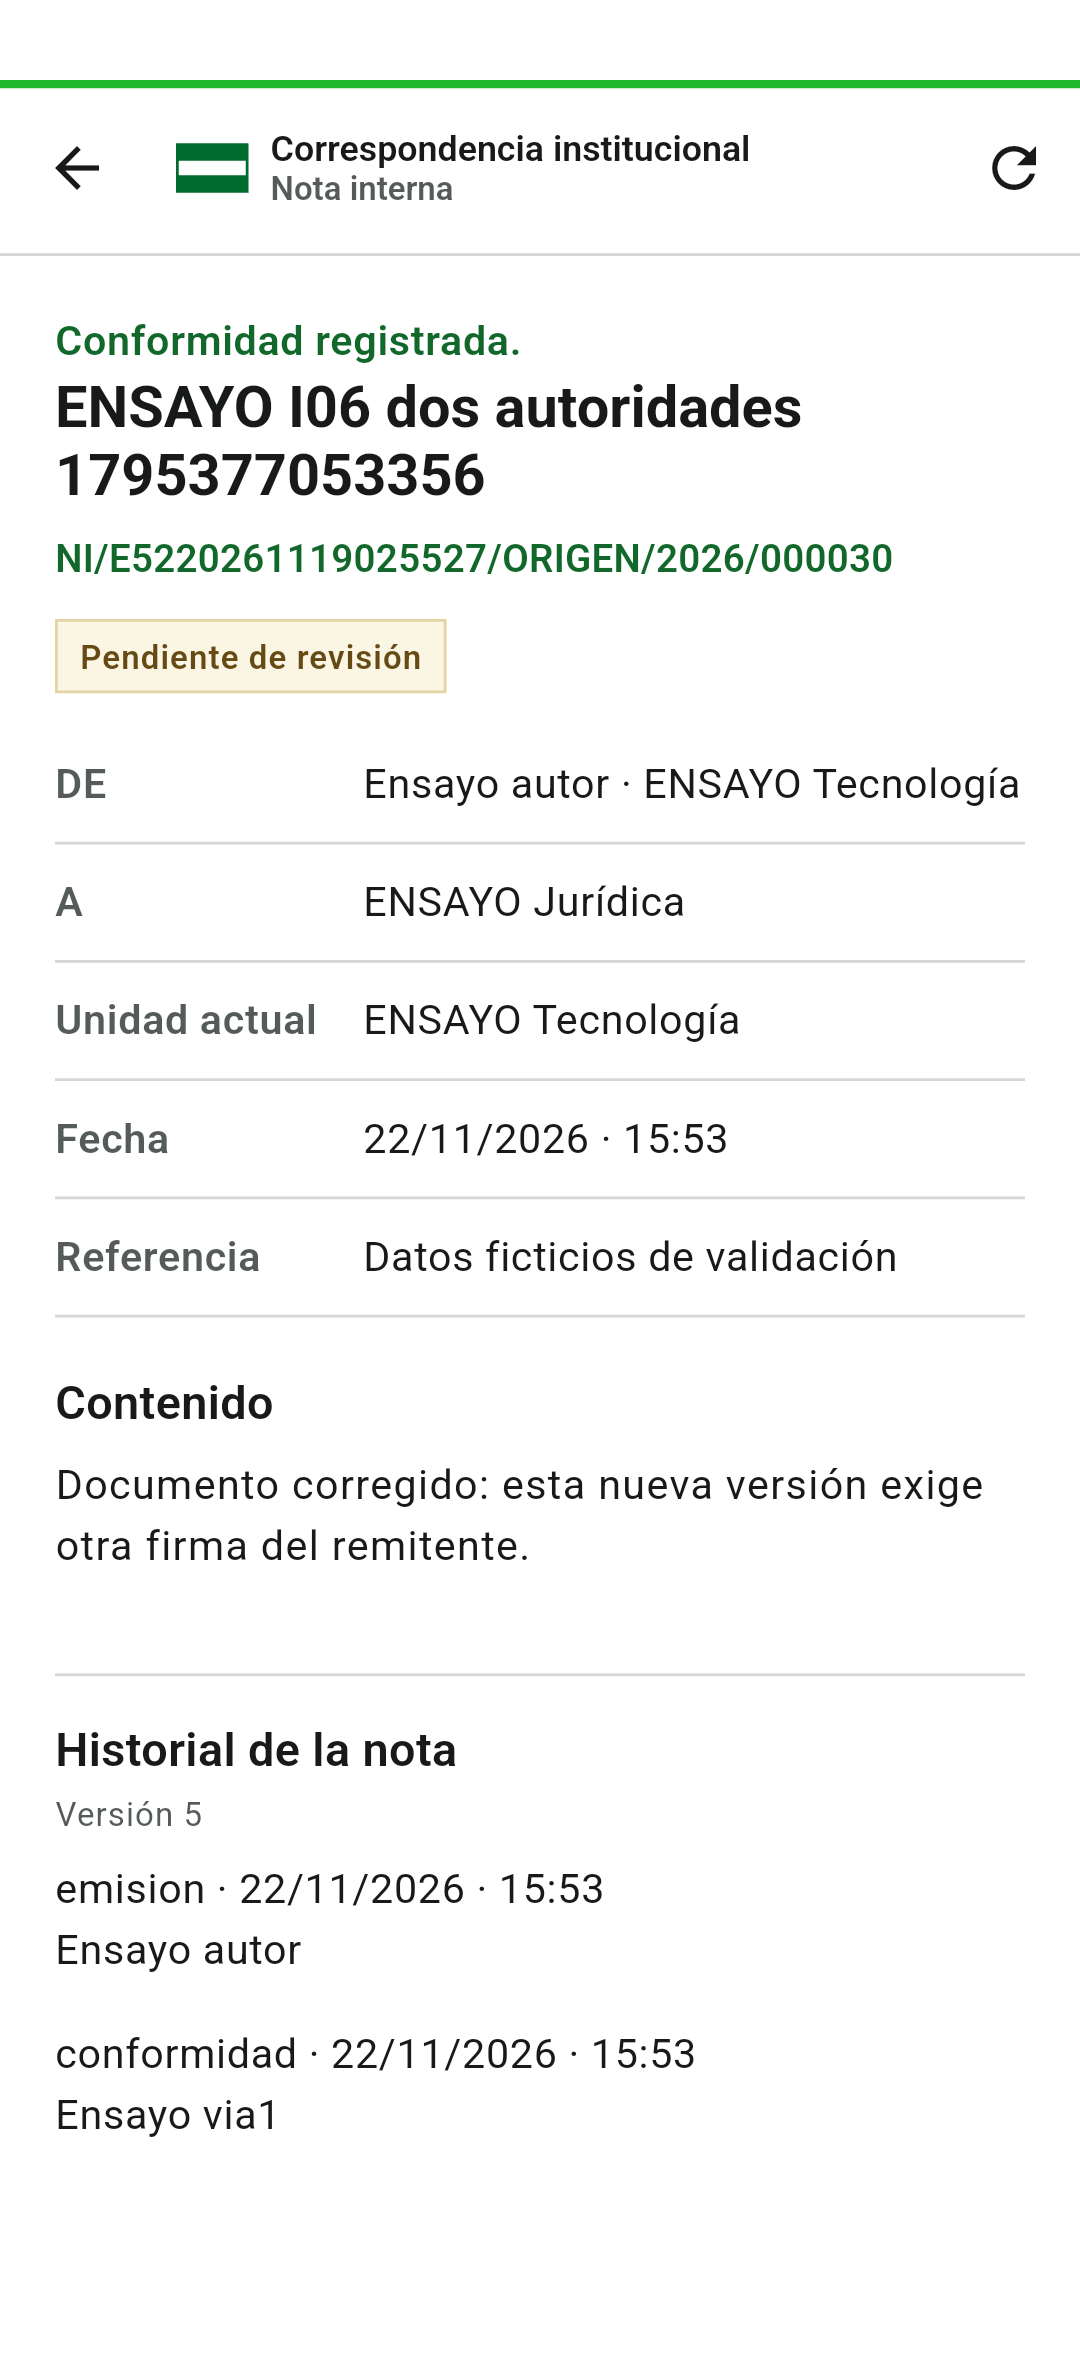 Correspondencia institucional
Nota interna
Conformidad registrada.
ENSAYO I06 dos autoridades
1795377053356
NI/E5220261119025527/ORIGEN/2026/000030
Pendiente de revisión
DE Ensayo autor · ENSAYO Tecnología
A ENSAYO Jurídica
Unidad actual ENSAYO Tecnología
Fecha 22/11/2026 · 15:53
Referencia Datos ficticios de validación
Contenido
Documento corregido: esta nueva versión exige
otra firma del remitente.
Historial de la nota
Versión 5
emision · 22/11/2026 · 15:53
Ensayo autor
conformidad · 22/11/2026 · 15:53
Ensayo via1